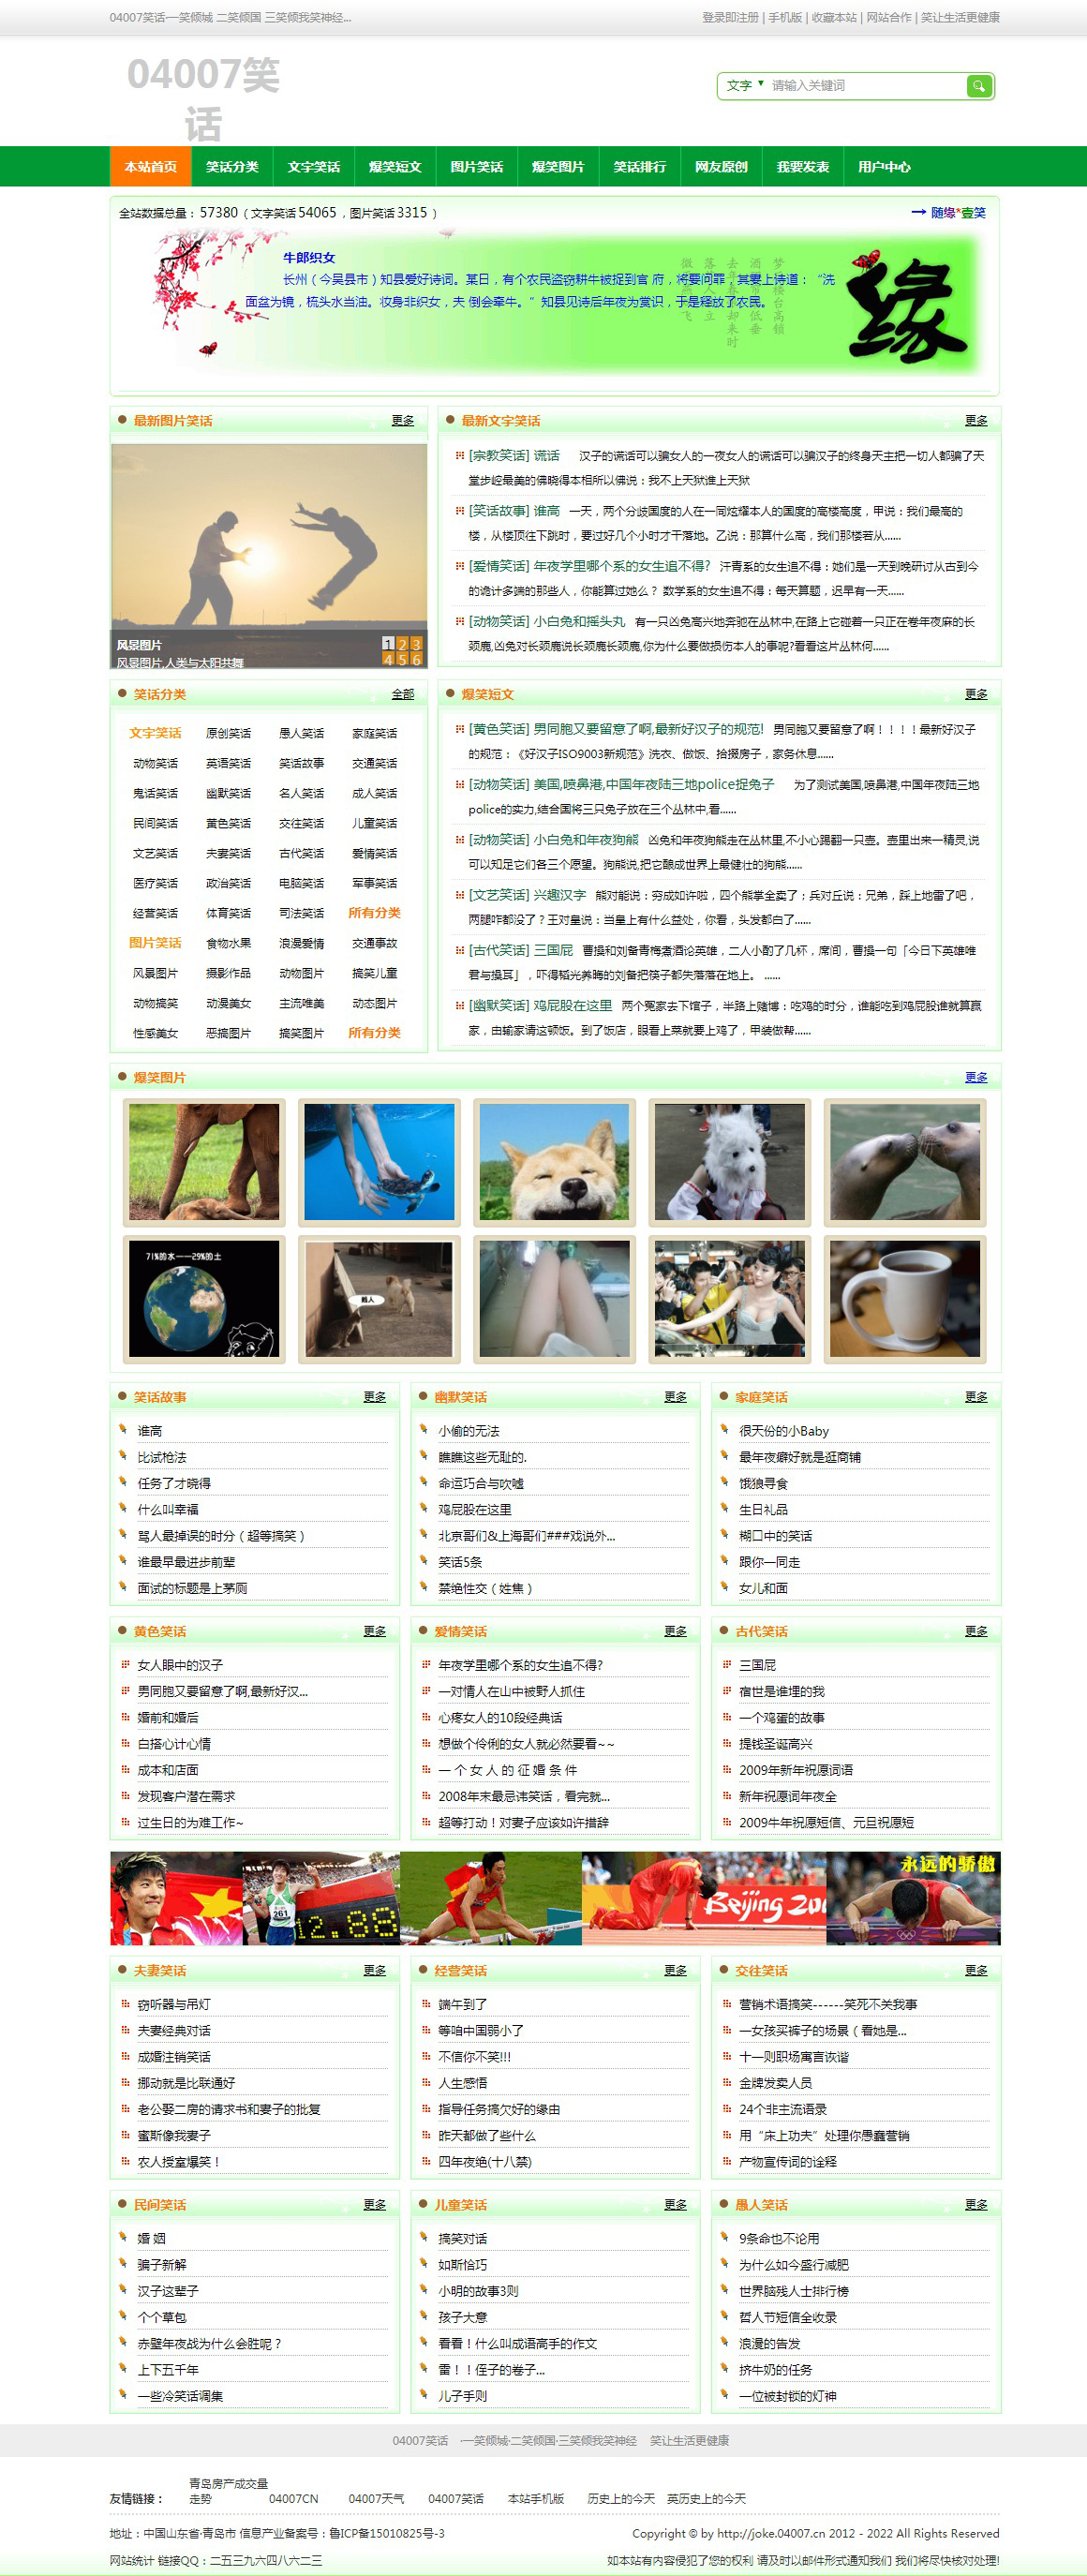 04007笑话·一笑倾城 二笑倾国 三笑倾我笑神经...
登录即注册 | 手机版 | 收藏本站 | 网站合作 | 笑让生活更健康
04007笑
话
文字 请输入关键词
本站首页 笑话分类 文字笑话 爆笑短文 图片笑话 爆笑图片 笑话排行 网友原创 我要发表 用户中心
全站数据总量：57380（文字笑话54065，图片笑话3315 ）
随缘*壹笑
牛郎织女
长州（今吴县市）知县爱好诗词。某日，有个农民盗窃耕牛被捉到官 府，将要问罪，其妻上诗道：“洗
面盆为镜，梳头水当油。妆身非织女，夫 倒会牵牛。”知县见诗后年夜为赏识，于是释放了农民。
缘
最新图片笑话 更多
风景图片
风景图片,人类与太阳共舞
1 2 3
4 5 6
最新文字笑话 更多
[宗教笑话] 谎话 汉子的谎话可以骗女人的一夜女人的谎话可以骗汉子的终身天主把一切人都骗了天
堂步崆最美的佛晓得本相所以佛说：我不上天狱谁上天狱
[笑话故事] 谁高 一天，两个分歧国度的人在一同炫耀本人的国度的高楼高度，甲说：我们最高的
楼，从楼顶往下跳时，要过好几个小时才干落地。乙说：那算什么高，我们那楼若从......
[爱情笑话] 年夜学里哪个系的女生追不得? 汗青系的女生追不得：她们是一天到晚研讨从古到今
的诡计多端的那些人，你能算过她么？ 数学系的女生追不得：每天算题，迟早有一天......
[动物笑话] 小白兔和摇头丸 有一只凶兔高兴地奔驰在丛林中,在路上它碰着一只正在卷年夜麻的长
颈鹿,凶兔对长颈鹿说长颈鹿长颈鹿,你为什么要做损伤本人的事呢?看看这片丛林何......
笑话分类 全部
文字笑话 原创笑话 愚人笑话 家庭笑话
动物笑话 英语笑话 笑话故事 交通笑话
鬼话笑话 幽默笑话 名人笑话 成人笑话
民间笑话 黄色笑话 交往笑话 儿童笑话
文艺笑话 夫妻笑话 古代笑话 爱情笑话
医疗笑话 政治笑话 电脑笑话 军事笑话
经营笑话 体育笑话 司法笑话 所有分类
图片笑话 食物水果 浪漫爱情 交通事故
风景图片 摄影作品 动物图片 搞笑儿童
动物搞笑 动漫美女 主流唯美 动态图片
性感美女 恶搞图片 搞笑图片 所有分类
爆笑短文 更多
[黄色笑话] 男同胞又要留意了啊,最新好汉子的规范! 男同胞又要留意了啊！！！！最新好汉子
的规范：《好汉子ISO9003新规范》洗衣、做饭、拾掇房子，家务休息......
[动物笑话] 美国,喷鼻港,中国年夜陆三地police捉兔子 为了测试美国,喷鼻港,中国年夜陆三地
police的实力,结合国将三只兔子放在三个丛林中,看......
[动物笑话] 小白兔和年夜狗熊 凶兔和年夜狗熊走在丛林里,不小心踢翻一只壶。壶里出来一精灵,说
可以知足它们各三个愿望。狗熊说,把它酿成世界上最健壮的狗熊......
[文艺笑话] 兴趣汉字 熊对能说：穷成如许啦，四个熊掌全卖了；兵对丘说：兄弟，踩上地雷了吧，
两腿咋都没了？王对皇说：当皇上有什么益处，你看，头发都白了......
[古代笑话] 三国屁 曹操和刘备青梅煮酒论英雄，二人小酌了几杯，席间，曹操一句「今日下英雄唯
君与操耳」，吓得韬光养晦的刘备把筷子都失落落在地上。 ......
[幽默笑话] 鸡屁股在这里 两个冤家去下馆子，半路上赌博：吃鸡的时分，谁能吃到鸡屁股谁就算赢
家，由输家请这顿饭。到了饭店，眼看上菜就要上鸡了，甲装做帮......
爆笑图片 更多
71%的水——29%的土
笑话故事 更多
谁高
比试枪法
任务了才晓得
什么叫幸福
骂人最掉误的时分（超等搞笑）
谁最早最进步前辈
面试的标题是上茅厕
幽默笑话 更多
小偷的无法
瞧瞧这些无耻的.
命运巧合与吹嘘
鸡屁股在这里
北京哥们&上海哥们###戏说外...
笑话5条
禁绝性交（姓焦）
家庭笑话 更多
很天份的小Baby
最年夜癖好就是逛商铺
饿狼寻食
生日礼品
糊口中的笑话
跟你一同走
女儿和面
黄色笑话 更多
女人眼中的汉子
男同胞又要留意了啊,最新好汉...
婚前和婚后
白搭心计心情
成本和店面
发现客户潜在需求
过生日的为难工作~
爱情笑话 更多
年夜学里哪个系的女生追不得?
一对情人在山中被野人抓住
心疼女人的10段经典话
想做个伶俐的女人就必然要看~~
一 个 女 人 的 征 婚 条 件
2008年末最忌讳笑话，看完就...
超等打动！对妻子应该如许措辞
古代笑话 更多
三国屁
宿世是谁埋的我
一个鸡蛋的故事
提钱圣诞高兴
2009年新年祝愿词语
新年祝愿词年夜全
2009牛年祝愿短信、元旦祝愿短
261
12.88
Beijing 200
永远的骄傲
夫妻笑话 更多
窃听器与吊灯
夫妻经典对话
成婚注销笑话
挪动就是比联通好
老公娶二房的请求书和妻子的批复
蜜斯像我妻子
农人授室爆笑！
经营笑话 更多
端午到了
等咱中国弱小了
不信你不笑!!!
人生感悟
指导任务搞欠好的缘由
昨天都做了些什么
四年夜绝(十八禁)
交往笑话 更多
营销术语搞笑------笑死不关我事
一女孩买裤子的场景（看她是...
十一则职场寓言诙谐
金牌发卖人员
24个非主流语录
用“床上功夫”处理你愚蠢营销
产物宣传词的诠释
民间笑话 更多
婚 姻
骗子新解
汉子这辈子
个个草包
赤壁年夜战为什么会胜呢？
上下五千年
一些冷笑话调集
儿童笑话 更多
搞笑对话
如斯恰巧
小明的故事3则
孩子大意
看看！什么叫成语高手的作文
雷！！侄子的卷子...
儿子手则
愚人笑话 更多
9条命也不论用
为什么如今盛行减肥
世界脑残人士排行榜
哲人节短信全收录
浪漫的告发
挤牛奶的任务
一位被封锁的灯神
04007笑话 ·一笑倾城·二笑倾国·三笑倾我笑神经 笑让生活更健康
友情链接： 青岛房产成交量
走势 04007CN 04007天气 04007笑话 本站手机版 历史上的今天 英历史上的今天
地址：中国山东省·青岛市 信息产业备案号：鲁ICP备15010825号-3
Copyright © by http://joke.04007.cn 2012 - 2022 All Rights Reserved
网站统计 链接QQ：二五三九六四八六二三
如本站有内容侵犯了您的权利 请及时以邮件形式通知我们 我们将尽快核对处理!